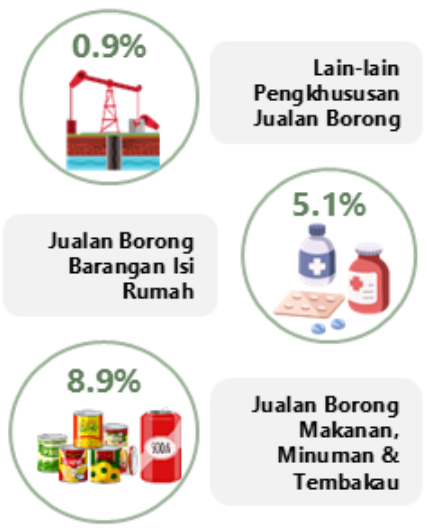 0.9%
Lain-lain
Pengkhususan
Jualan Borong
5.1%
Jualan Borong
Barangan Isi
Rumah
8.9%
SODA
Jualan Borong
Makanan,
Minuman &
Tembakau